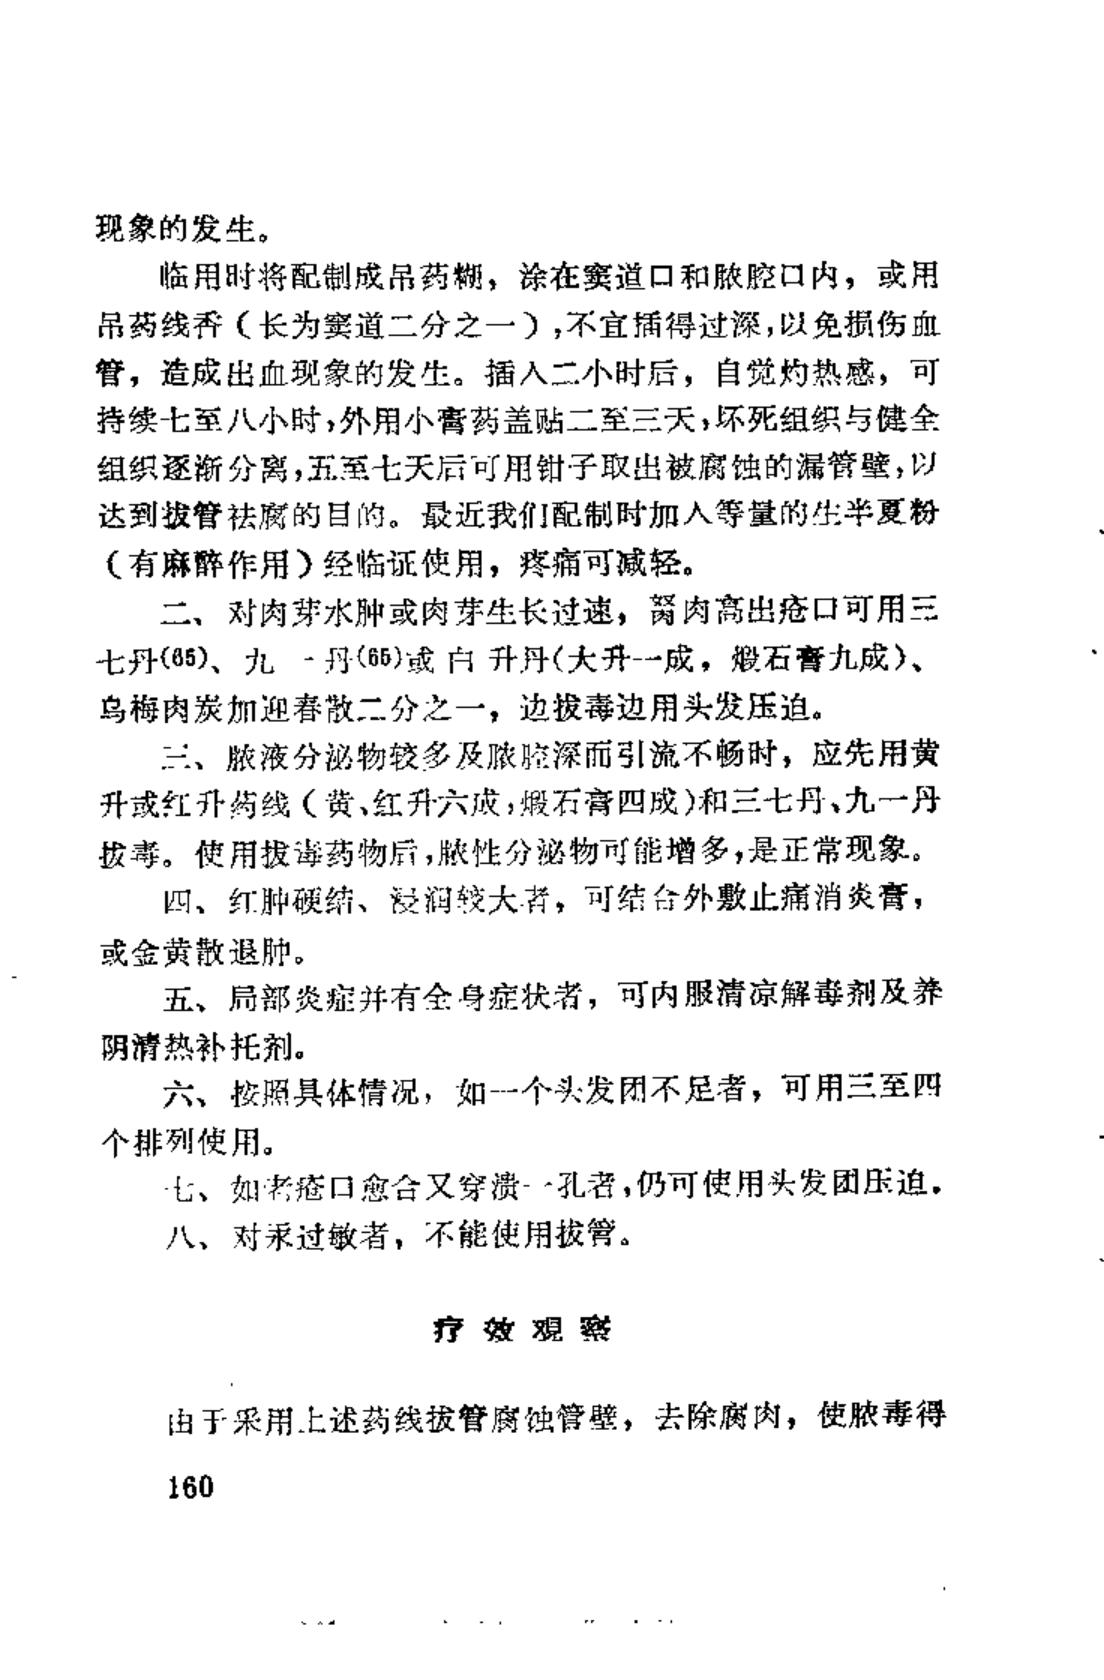 现象的发生。
临用时将配制成吊药糊，涂在窦道口和脓腔口内，或用
吊药线香（长为窦道二分之一）,不宜插得过深,以免损伤血
管，造成出血现象的发生。插入二小时后，自觉灼热感，可
持续七至八小时,外用小膏药盖贴二至三天,坏死组织与健全
组织逐渐分离,五至七天后可用钳子取出被腐蚀的漏管壁,以
达到拔管祛腐的目的。最近我们配制时加入等量的生半夏粉
（有麻醉作用）经临证使用，疼痛可减轻。
二、对肉芽水肿或肉芽生长过速，胬肉高出疮口可用三
七丹(65)、九一丹(65)或白升丹(大升一成，煅石膏九成)、
乌梅肉炭加迎春散二分之一，边拔毒边用头发压迫。
三、脓液分泌物较多及脓腔深而引流不畅时，应先用黄
升或红升药线（黄、红升六成,煅石膏四成)和三七丹、九一丹
拔毒。使用拔毒药物后,脓性分泌物可能增多,是正常现象。
四、红肿硬结、浸润较大者，可结合外敷止痛消炎膏，
或金黄散退肿。
五、局部炎症并有全身症状者，可内服清凉解毒剂及养
阴清热补托剂。
六、按照具体情况，如一个头发团不足者，可用三至四
个排列使用。
七、如老疮口愈合又穿溃一孔者,仍可使用头发团压迫。
八、对汞过敏者，不能使用拔管。
疗效观察
由于采用上述药线拔管腐蚀管壁，去除腐肉，使脓毒得
160